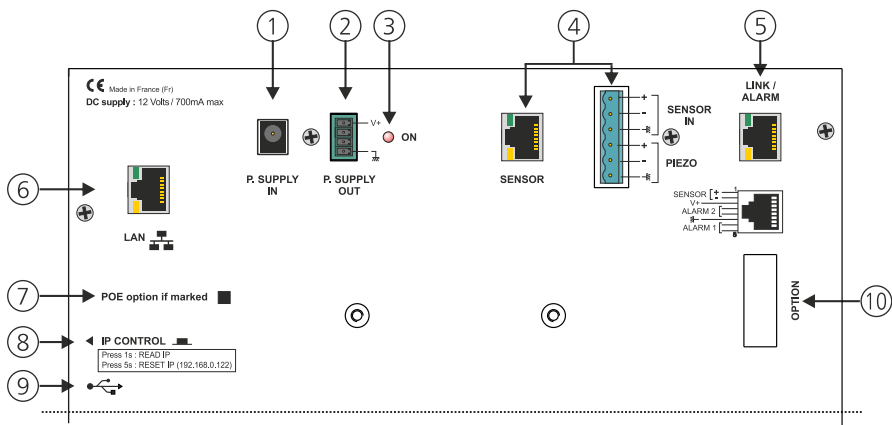 1
2
3
4
5
CE Made in France (Fr)
DC supply : 12 Volts / 700mA max
V+
ON
P. SUPPLY
IN
P. SUPPLY
OUT
SENSOR
+
-
SENSOR
IN
+
-
PIEZO
LINK /
ALARM
6
LAN
SENSOR + 1
-
V+
ALARM 2
ALARM 1
8
7
POE option if marked
OPTION
10
8
IP CONTROL
Press 1s : READ IP
Press 5s : RESET IP (192.168.0.122)
9